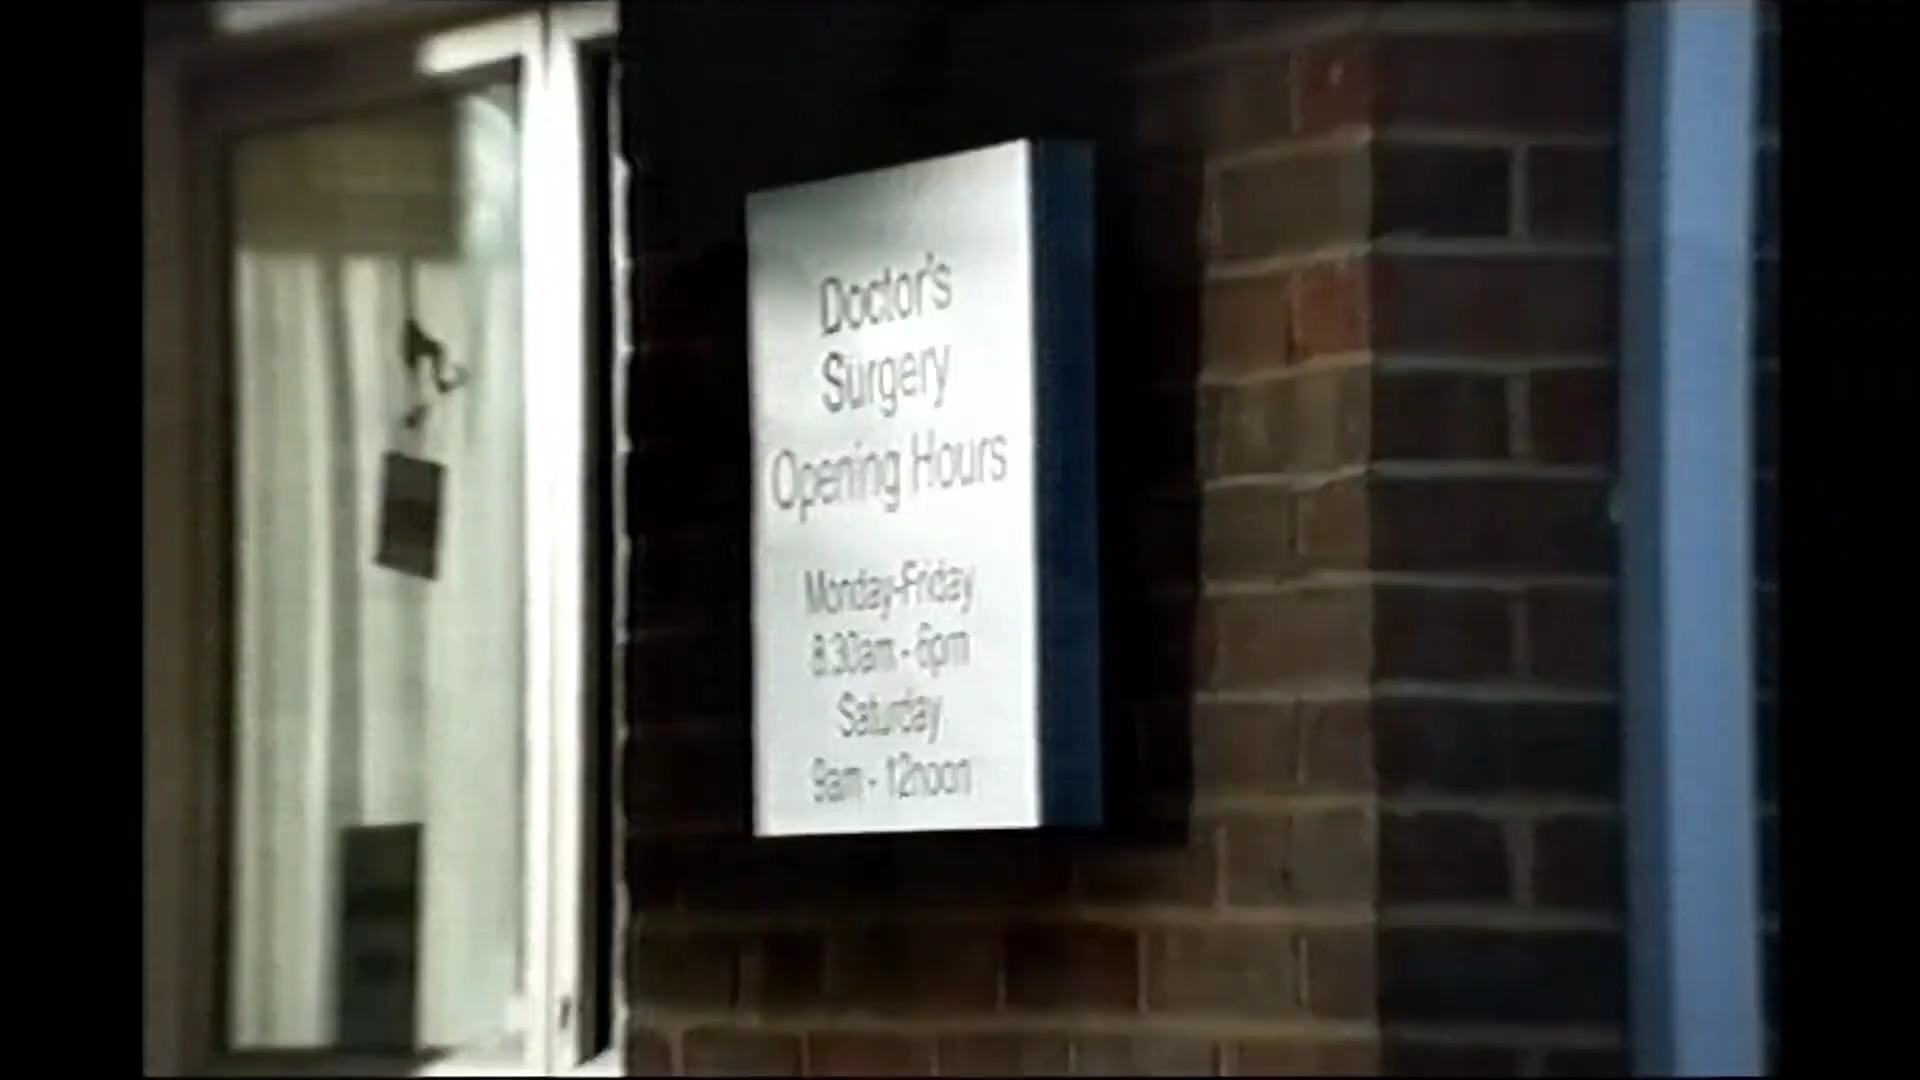 Doctor's
Surgery
Opening Hours
Monday-Friday
8.30am - 6pm
Saturday
9am - 12noon